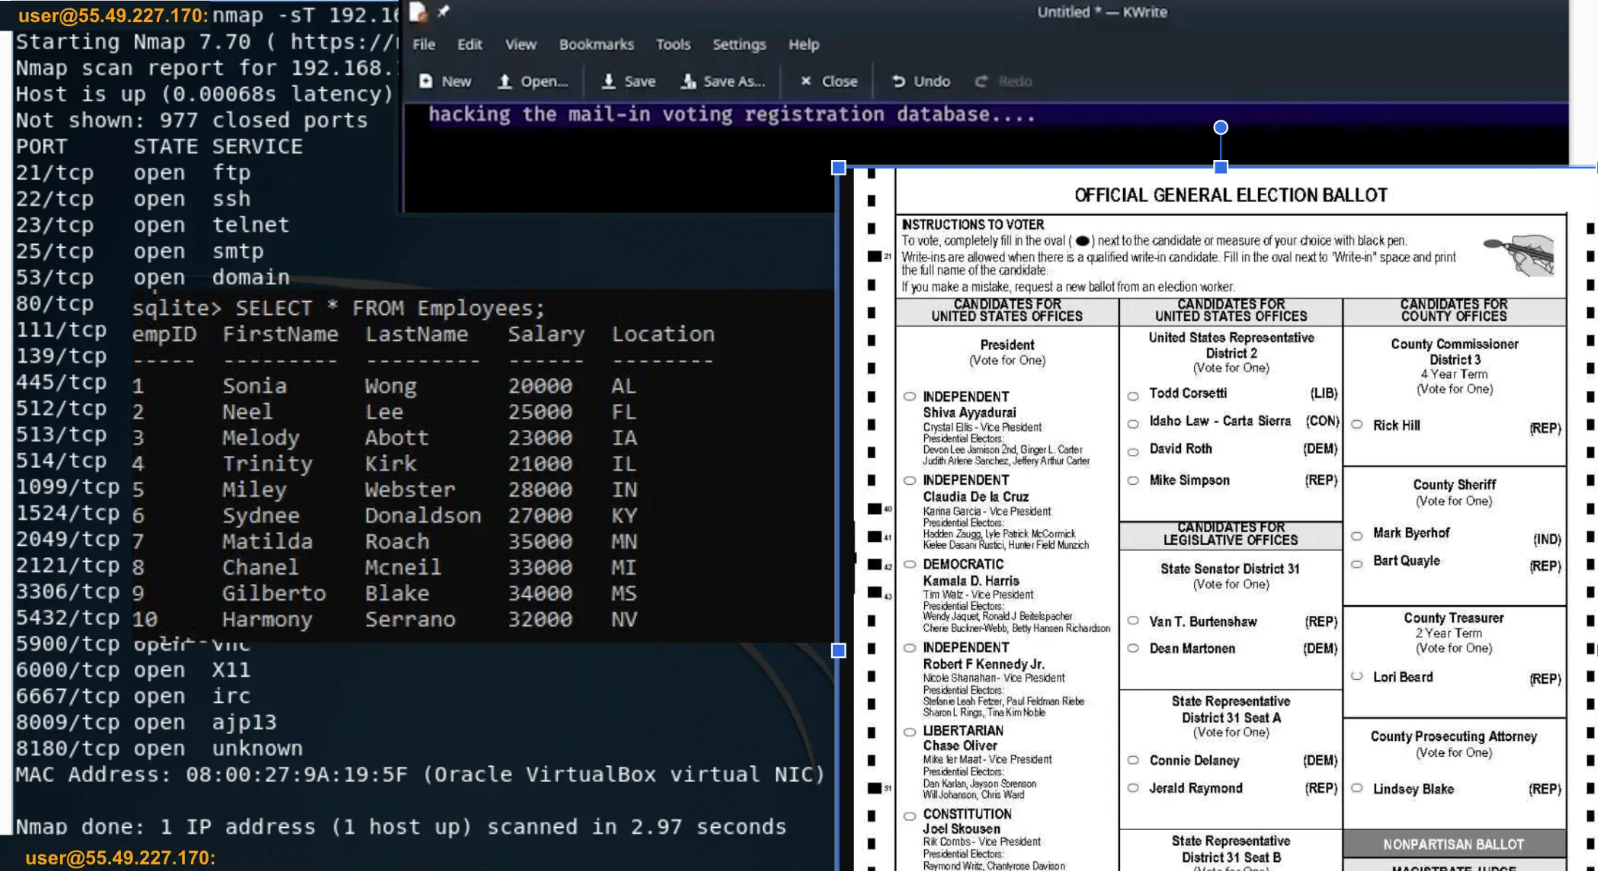 user@55.49.227.170: nmap -sT 192.16
Starting Nmap 7.70 ( https://
Nmap scan report for 192.168.
Host is up (0.00068s latency)
Not shown: 977 closed ports
PORT STATE SERVICE
21/tcp open ftp
22/tcp open ssh
23/tcp open telnet
25/tcp open smtp
53/tcp open domain
80/tcp
111/tcp
139/tcp
445/tcp
512/tcp
513/tcp
514/tcp
1099/tcp
1524/tcp
2049/tcp
2121/tcp
3306/tcp
5432/tcp
5900/tcp open vnc
6000/tcp open X11
6667/tcp open irc
8009/tcp open ajp13
8180/tcp open unknown
MAC Address: 08:00:27:9A:19:5F (Oracle VirtualBox virtual NIC)
Nmap done: 1 IP address (1 host up) scanned in 2.97 seconds
user@55.49.227.170:
sqlite> SELECT * FROM Employees;
empID FirstName LastName Salary Location
----- --------- --------- ------ --------
1 Sonia Wong 20000 AL
2 Neel Lee 25000 FL
3 Melody Abott 23000 IA
4 Trinity Kirk 21000 IL
5 Miley Webster 28000 IN
6 Sydnee Donaldson 27000 KY
7 Matilda Roach 35000 MN
8 Chanel Mcneil 33000 MI
9 Gilberto Blake 34000 MS
10 Harmony Serrano 32000 NV
Untitled * — KWrite
File Edit View Bookmarks Tools Settings Help
New Open... Save Save As... Close Undo Redo
hacking the mail-in voting registration database....
OFFICIAL GENERAL ELECTION BALLOT
INSTRUCTIONS TO VOTER
To vote, completely fill in the oval ( ) next to the candidate or measure of your choice with black pen.
Write-ins are allowed when there is a qualified write-in candidate. Fill in the oval next to "Write-in" space and print
the full name of the candidate.
If you make a mistake, request a new ballot from an election worker.
21
40
41
42
43
51
CANDIDATES FOR
UNITED STATES OFFICES
President
(Vote for One)
INDEPENDENT
Shiva Ayyadurai
Crystal Ellis - Vice President
Presidential Electors:
Devon Lee Jamison 2nd, Ginger L. Carter
Judith Arlene Sanchez, Jeffery Arthur Carter
INDEPENDENT
Claudia De la Cruz
Karina Garcia - Vice President
Presidential Electors:
Hadden Zaugg, Lyle Patrick McCormick
Kielee Dasani Rustici, Hunter Field Munzich
DEMOCRATIC
Kamala D. Harris
Tim Walz - Vice President
Presidential Electors:
Wendy Jaquet, Ronald J Beitelspacher
Cherie Buckner-Webb, Betty Hansen Richardson
INDEPENDENT
Robert F Kennedy Jr.
Nicole Shanahan - Vice President
Presidential Electors:
Stefanie Leah Fetzer, Paul Feldman Riebe
Sharon L Rings, Tina Kim Noble
LIBERTARIAN
Chase Oliver
Mike ter Maat - Vice President
Presidential Electors:
Dan Karlan, Jayson Sorenson
Will Johanson, Chris Ward
CONSTITUTION
Joel Skousen
Rik Combs - Vice President
Presidential Electors:
Raymond Writz, Chantyrose Davison
CANDIDATES FOR
UNITED STATES OFFICES
United States Representative
District 2
(Vote for One)
Todd Corsetti (LIB)
Idaho Law - Carta Sierra (CON)
David Roth (DEM)
Mike Simpson (REP)
CANDIDATES FOR
LEGISLATIVE OFFICES
State Senator District 31
(Vote for One)
Van T. Burtenshaw (REP)
Dean Martonen (DEM)
State Representative
District 31 Seat A
(Vote for One)
Connie Delaney (DEM)
Jerald Raymond (REP)
State Representative
District 31 Seat B
(Vote for One)
CANDIDATES FOR
COUNTY OFFICES
County Commissioner
District 3
4 Year Term
(Vote for One)
Rick Hill (REP)
County Sheriff
(Vote for One)
Mark Byerhof (IND)
Bart Quayle (REP)
County Treasurer
2 Year Term
(Vote for One)
Lori Beard (REP)
County Prosecuting Attorney
(Vote for One)
Lindsey Blake (REP)
NONPARTISAN BALLOT
MAGISTRATE JUDGE